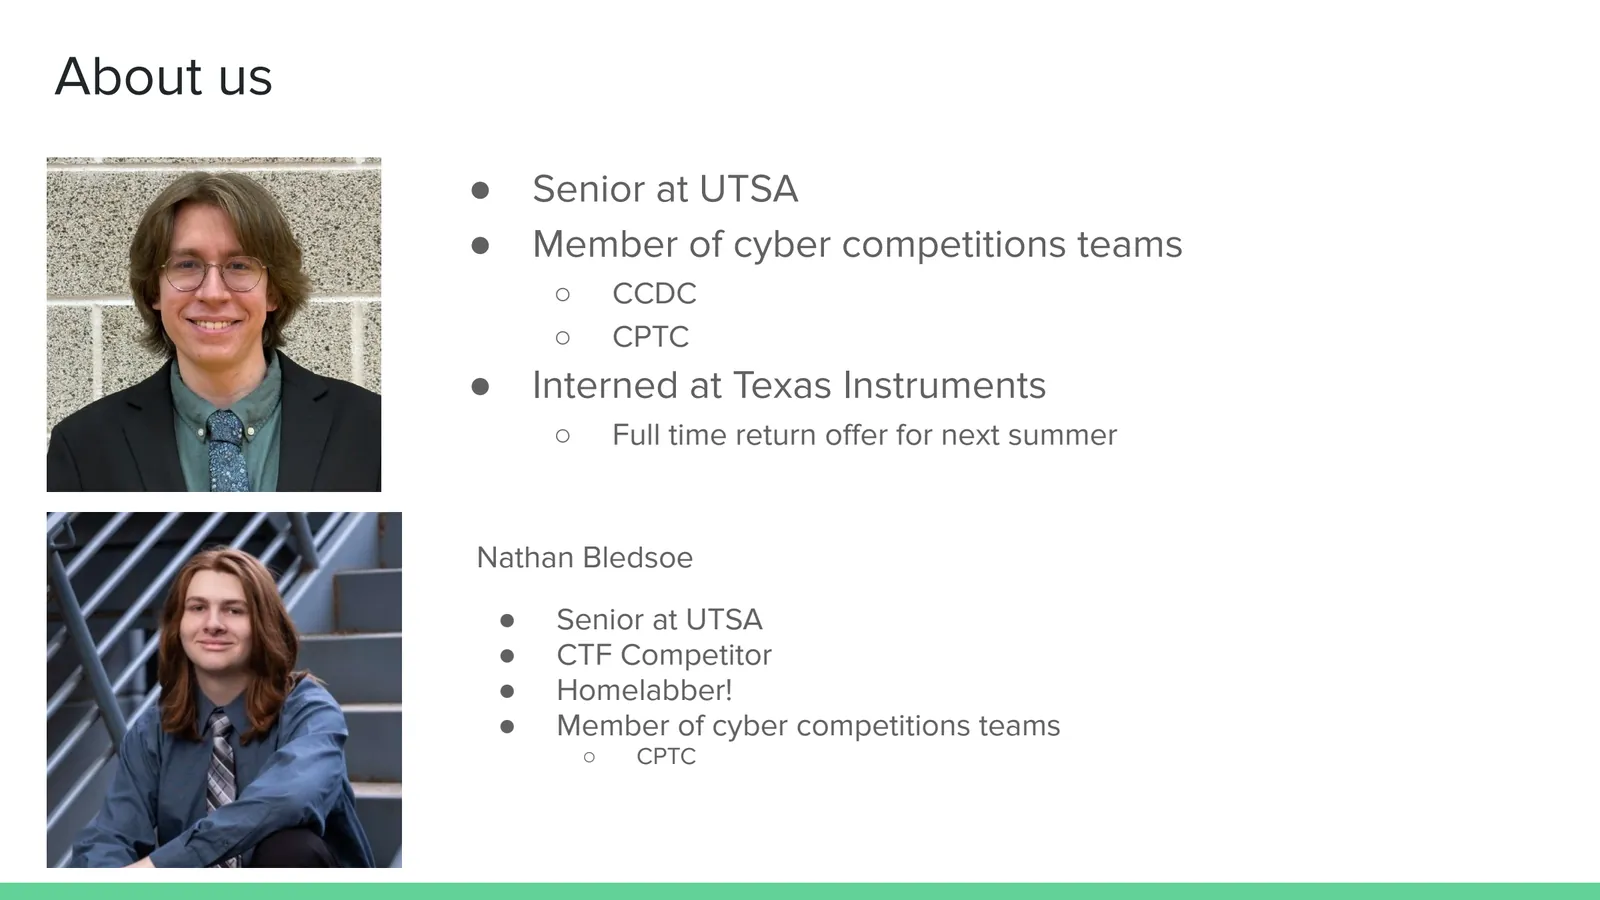 About us
● Senior at UTSA
● Member of cyber competitions teams
○ CCDC
○ CPTC
● Interned at Texas Instruments
○ Full time return offer for next summer
Nathan Bledsoe
● Senior at UTSA
● CTF Competitor
● Homelabber!
● Member of cyber competitions teams
○ CPTC